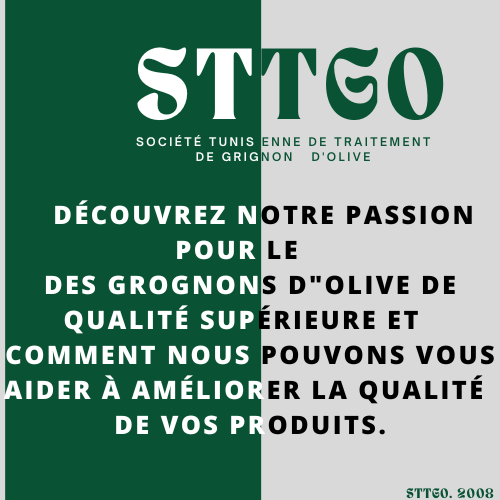 STTGO
SOCIÉTÉ TUNISIENNE DE TRAITEMENT
DE GRIGNON D'OLIVE
DÉCOUVREZ NOTRE PASSION
POUR LE
DES GROGNONS D"OLIVE DE
QUALITÉ SUPÉRIEURE ET
COMMENT NOUS POUVONS VOUS
AIDER À AMÉLIORER LA QUALITÉ
DE VOS PRODUITS.
STTGO. 2008